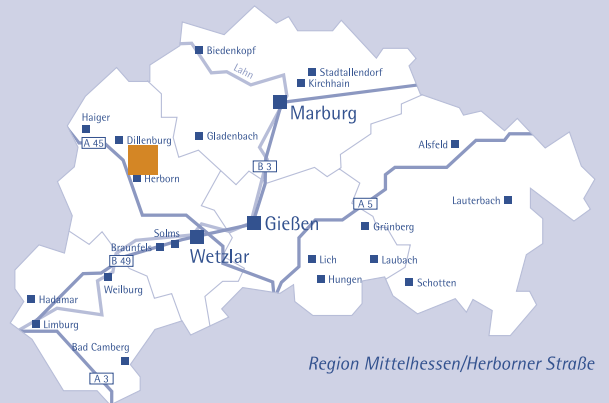 Biedenkopf
Lahn
Stadtallendorf
Kirchhain
Marburg
Haiger
A 45
Dillenburg
Gladenbach
Alsfeld
B 3
Herborn
A 5
Lauterbach
Gießen
Grünberg
Solms
Braunfels
Wetzlar
B 49
Lich
Laubach
Weilburg
Hungen
Schotten
Hadamar
Limburg
Bad Camberg
Region Mittelhessen/Herborner Straße
A 3